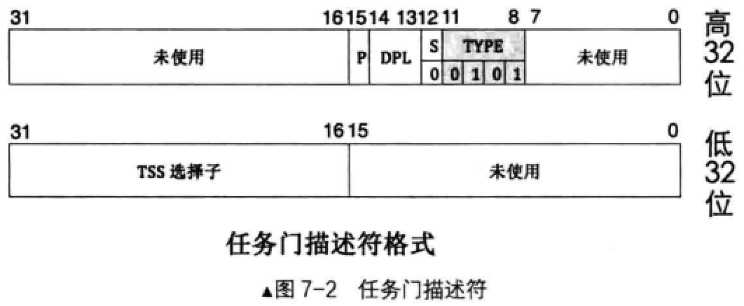 31 16 15 14 13 12 11 8 7 0
未使用 P DPL S TYPE 未使用
0 0 1 0 1
高32位
31 16 15 0
TSS 选择子 未使用
低32位
任务门描述符格式
▲图 7-2 任务门描述符